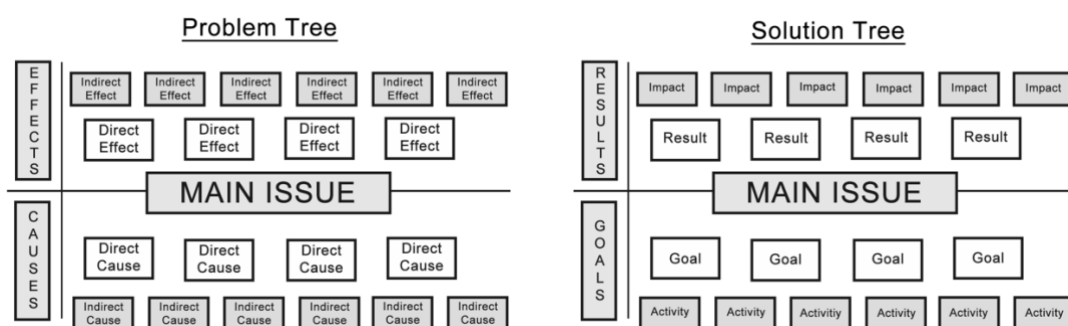 Problem Tree
EFFECTS
Indirect Effect
Indirect Effect
Indirect Effect
Indirect Effect
Indirect Effect
Indirect Effect
Direct Effect
Direct Effect
Direct Effect
Direct Effect
MAIN ISSUE
CAUSES
Direct Cause
Direct Cause
Direct Cause
Direct Cause
Indirect Cause
Indirect Cause
Indirect Cause
Indirect Cause
Indirect Cause
Indirect Cause
Solution Tree
RESULTS
Impact
Impact
Impact
Impact
Impact
Impact
Result
Result
Result
Result
MAIN ISSUE
GOALS
Goal
Goal
Goal
Goal
Activity
Activity
Activity
Activity
Activity
Activity